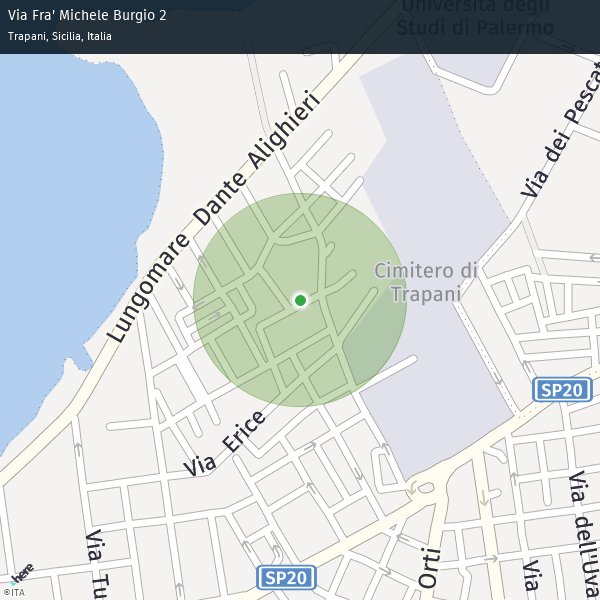 Via Fra' Michele Burgio 2
Trapani, Sicilia, Italia
Università degli
Studi di Palermo
Via dei Pescat
Lungomare Dante Alighieri
Cimitero di
Trapani
SP20
Via Erice
Via Tu
Via dell'Uva
Orti
Via
SP20
here
©ITA